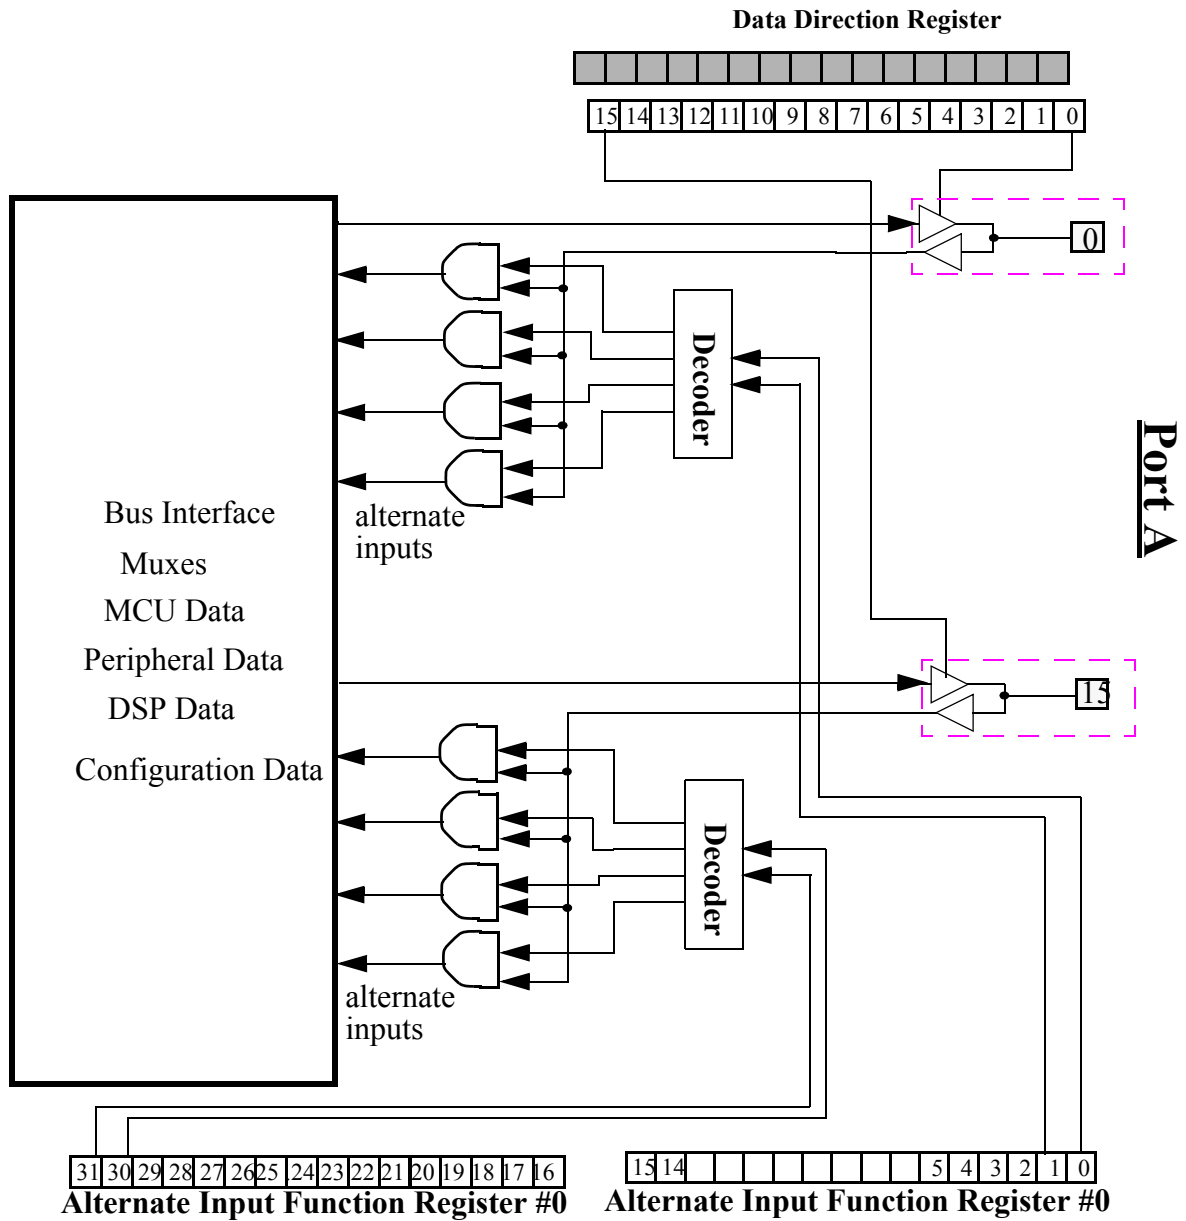 Data Direction Register
15 14 13 12 11 10 9 8 7 6 5 4 3 2 1 0
0
Decoder
Port A
alternate
inputs
Bus Interface
Muxes
MCU Data
Peripheral Data
DSP Data
Configuration Data
15
Decoder
alternate
inputs
31 30 29 28 27 26 25 24 23 22 21 20 19 18 17 16
Alternate Input Function Register #0
15 14 5 4 3 2 1 0
Alternate Input Function Register #0